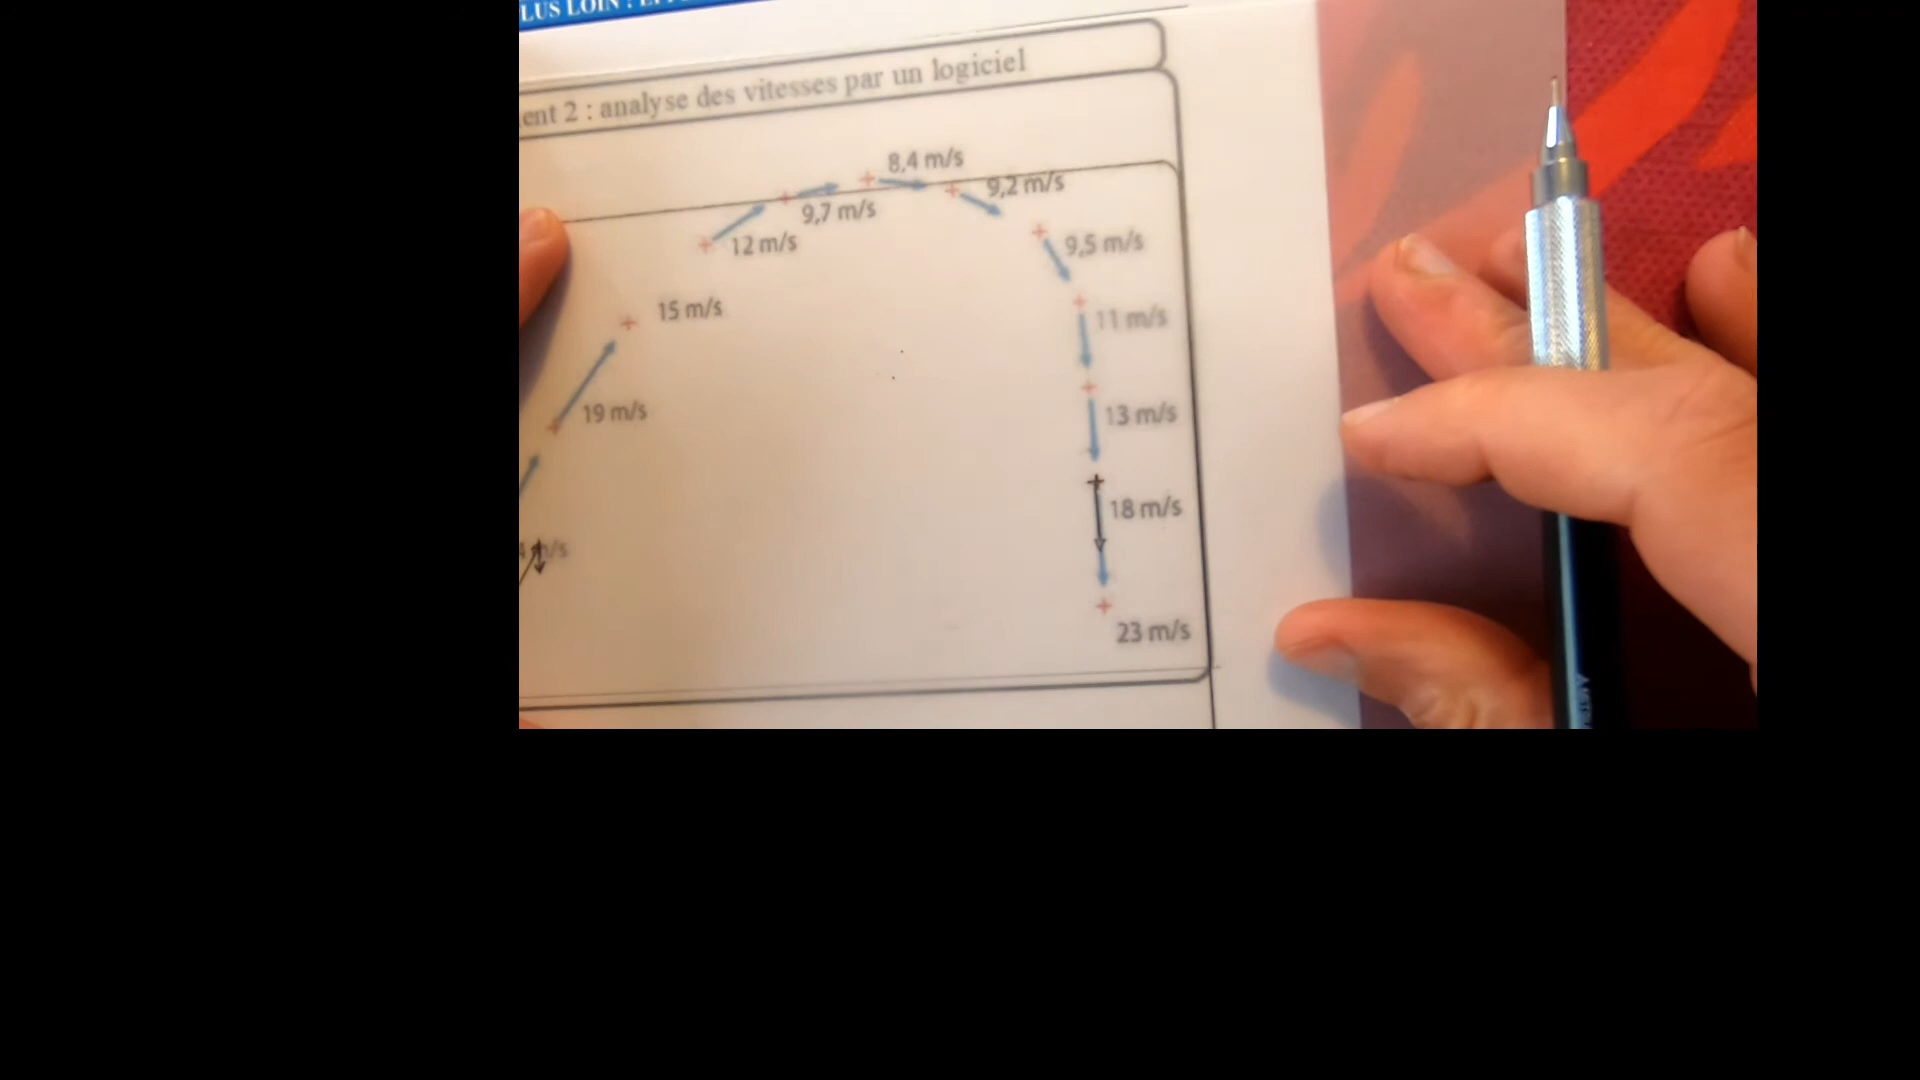 LUS LOIN :
ent 2 : analyse des vitesses par un logiciel
8,4 m/s
9,2 m/s
9,7 m/s
12 m/s
9,5 m/s
15 m/s
11 m/s
19 m/s
13 m/s
18 m/s
4 m/s
23 m/s